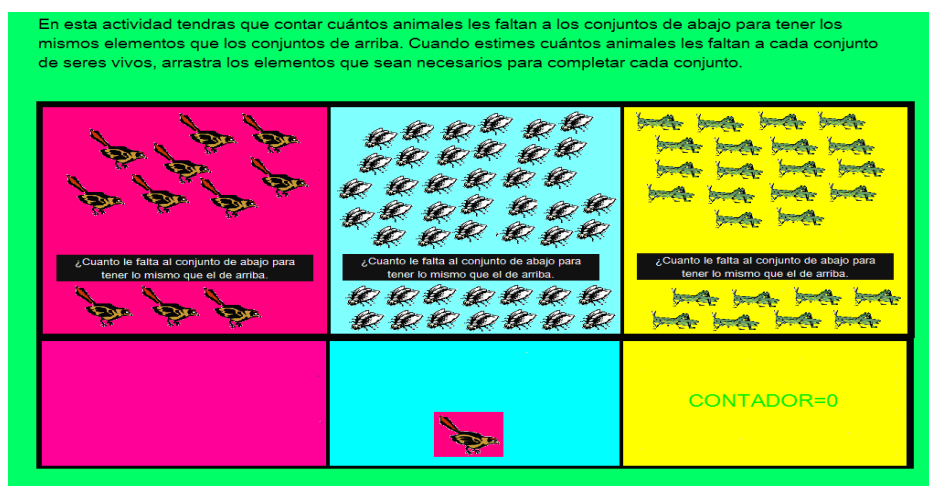 En esta actividad tendras que contar cuántos animales les faltan a los conjuntos de abajo para tener los
mismos elementos que los conjuntos de arriba. Cuando estimes cuántos animales les faltan a cada conjunto
de seres vivos, arrastra los elementos que sean necesarios para completar cada conjunto.
¿Cuanto le falta al conjunto de abajo para
tener lo mismo que el de arriba.
¿Cuanto le falta al conjunto de abajo para
tener lo mismo que el de arriba.
¿Cuanto le falta al conjunto de abajo para
tener lo mismo que el de arriba.
CONTADOR=0